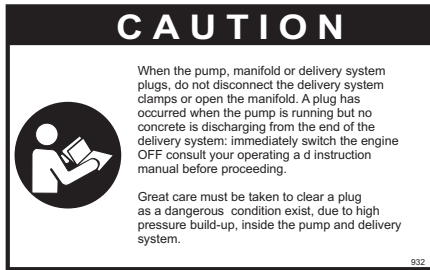 CAUTION
When the pump, manifold or delivery system
plugs, do not disconnect the delivery system
clamps or open the manifold. A plug has
occurred when the pump is running but no
concrete is discharging from the end of the
delivery system: immediately switch the engine
OFF consult your operating a d instruction
manual before proceeding.
Great care must be taken to clear a plug
as a dangerous condition exist, due to high
pressure build-up, inside the pump and delivery
system.
932